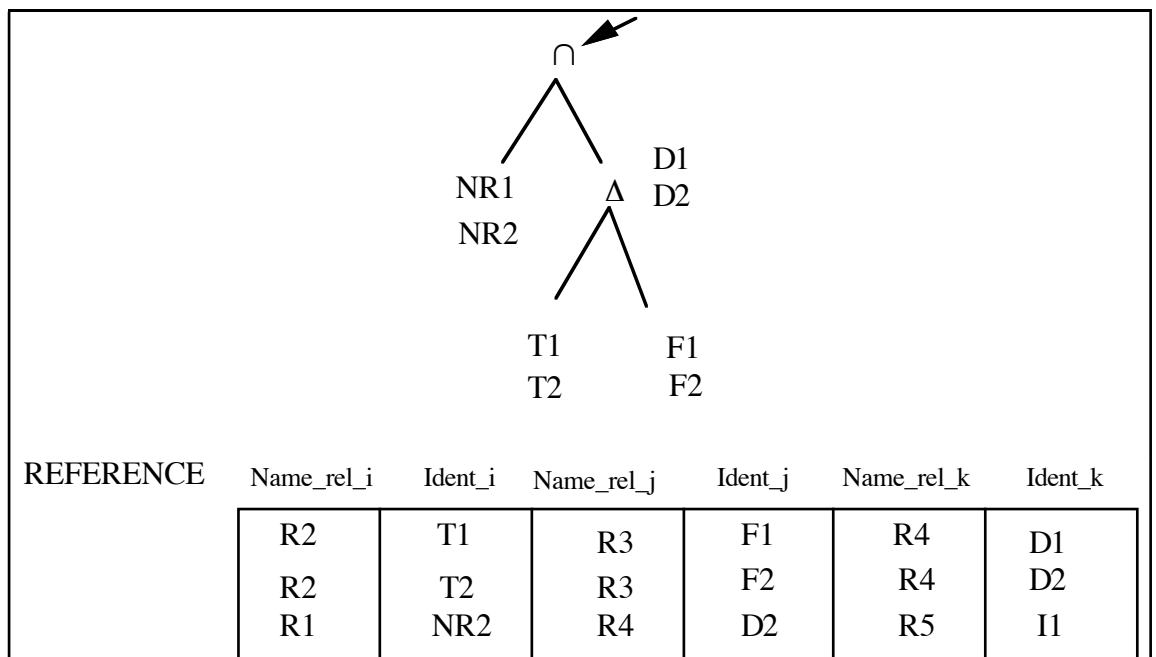 ∩
D1
NR1 Δ D2
NR2
T1 F1
T2 F2
REFERENCE Name_rel_i Ident_i Name_rel_j Ident_j Name_rel_k Ident_k
R2 T1 R3 F1 R4 D1
R2 T2 R3 F2 R4 D2
R1 NR2 R4 D2 R5 I1